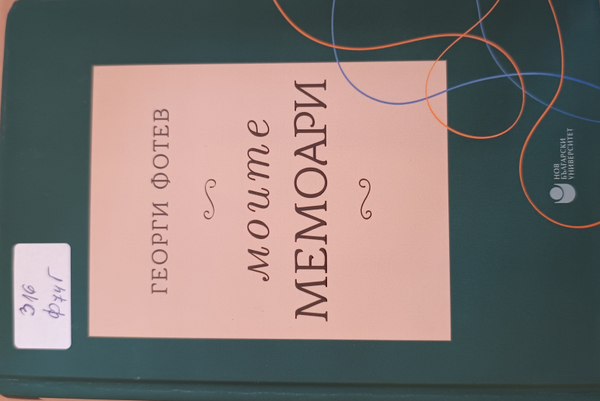 316
Ф74Г
ГЕОРГИ ФОТЕВ
моите
МЕМОАРИ
НОВ
БЪЛГАРСКИ
УНИВЕРСИТЕТ